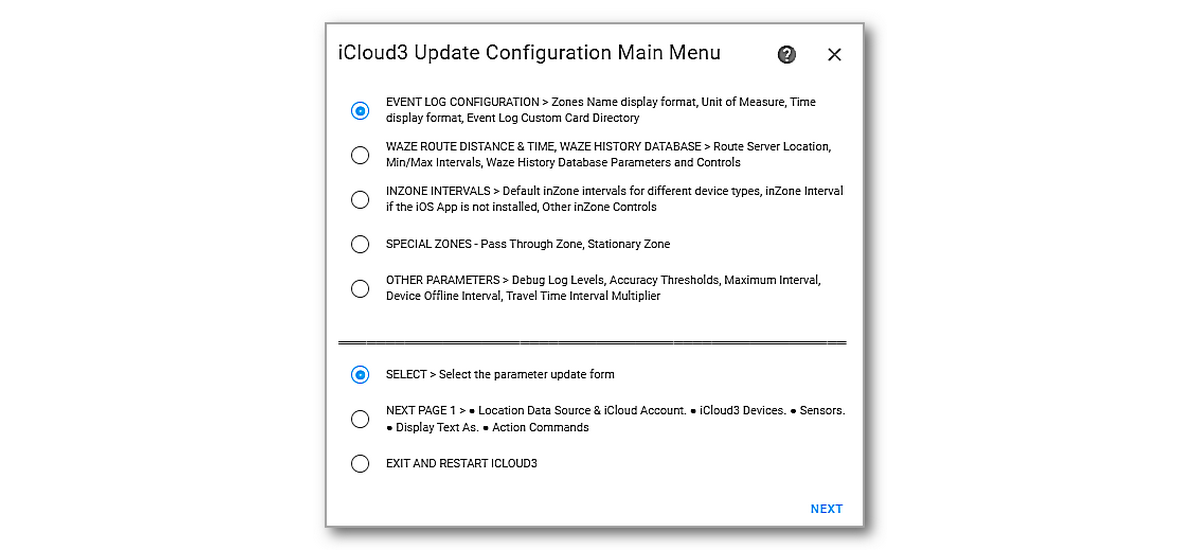 iCloud3 Update Configuration Main Menu
EVENT LOG CONFIGURATION > Zones Name display format, Unit of Measure, Time
display format, Event Log Custom Card Directory
WAZE ROUTE DISTANCE & TIME, WAZE HISTORY DATABASE > Route Server Location,
Min/Max Intervals, Waze History Database Parameters and Controls
INZONE INTERVALS > Default inZone intervals for different device types, inZone Interval
if the iOS App is not installed, Other inZone Controls
SPECIAL ZONES - Pass Through Zone, Stationary Zone
OTHER PARAMETERS > Debug Log Levels, Accuracy Thresholds, Maximum Interval,
Device Offline Interval, Travel Time Interval Multiplier
SELECT > Select the parameter update form
NEXT PAGE 1 > • Location Data Source & iCloud Account. • iCloud3 Devices. • Sensors.
• Display Text As. • Action Commands
EXIT AND RESTART ICLOUD3
NEXT